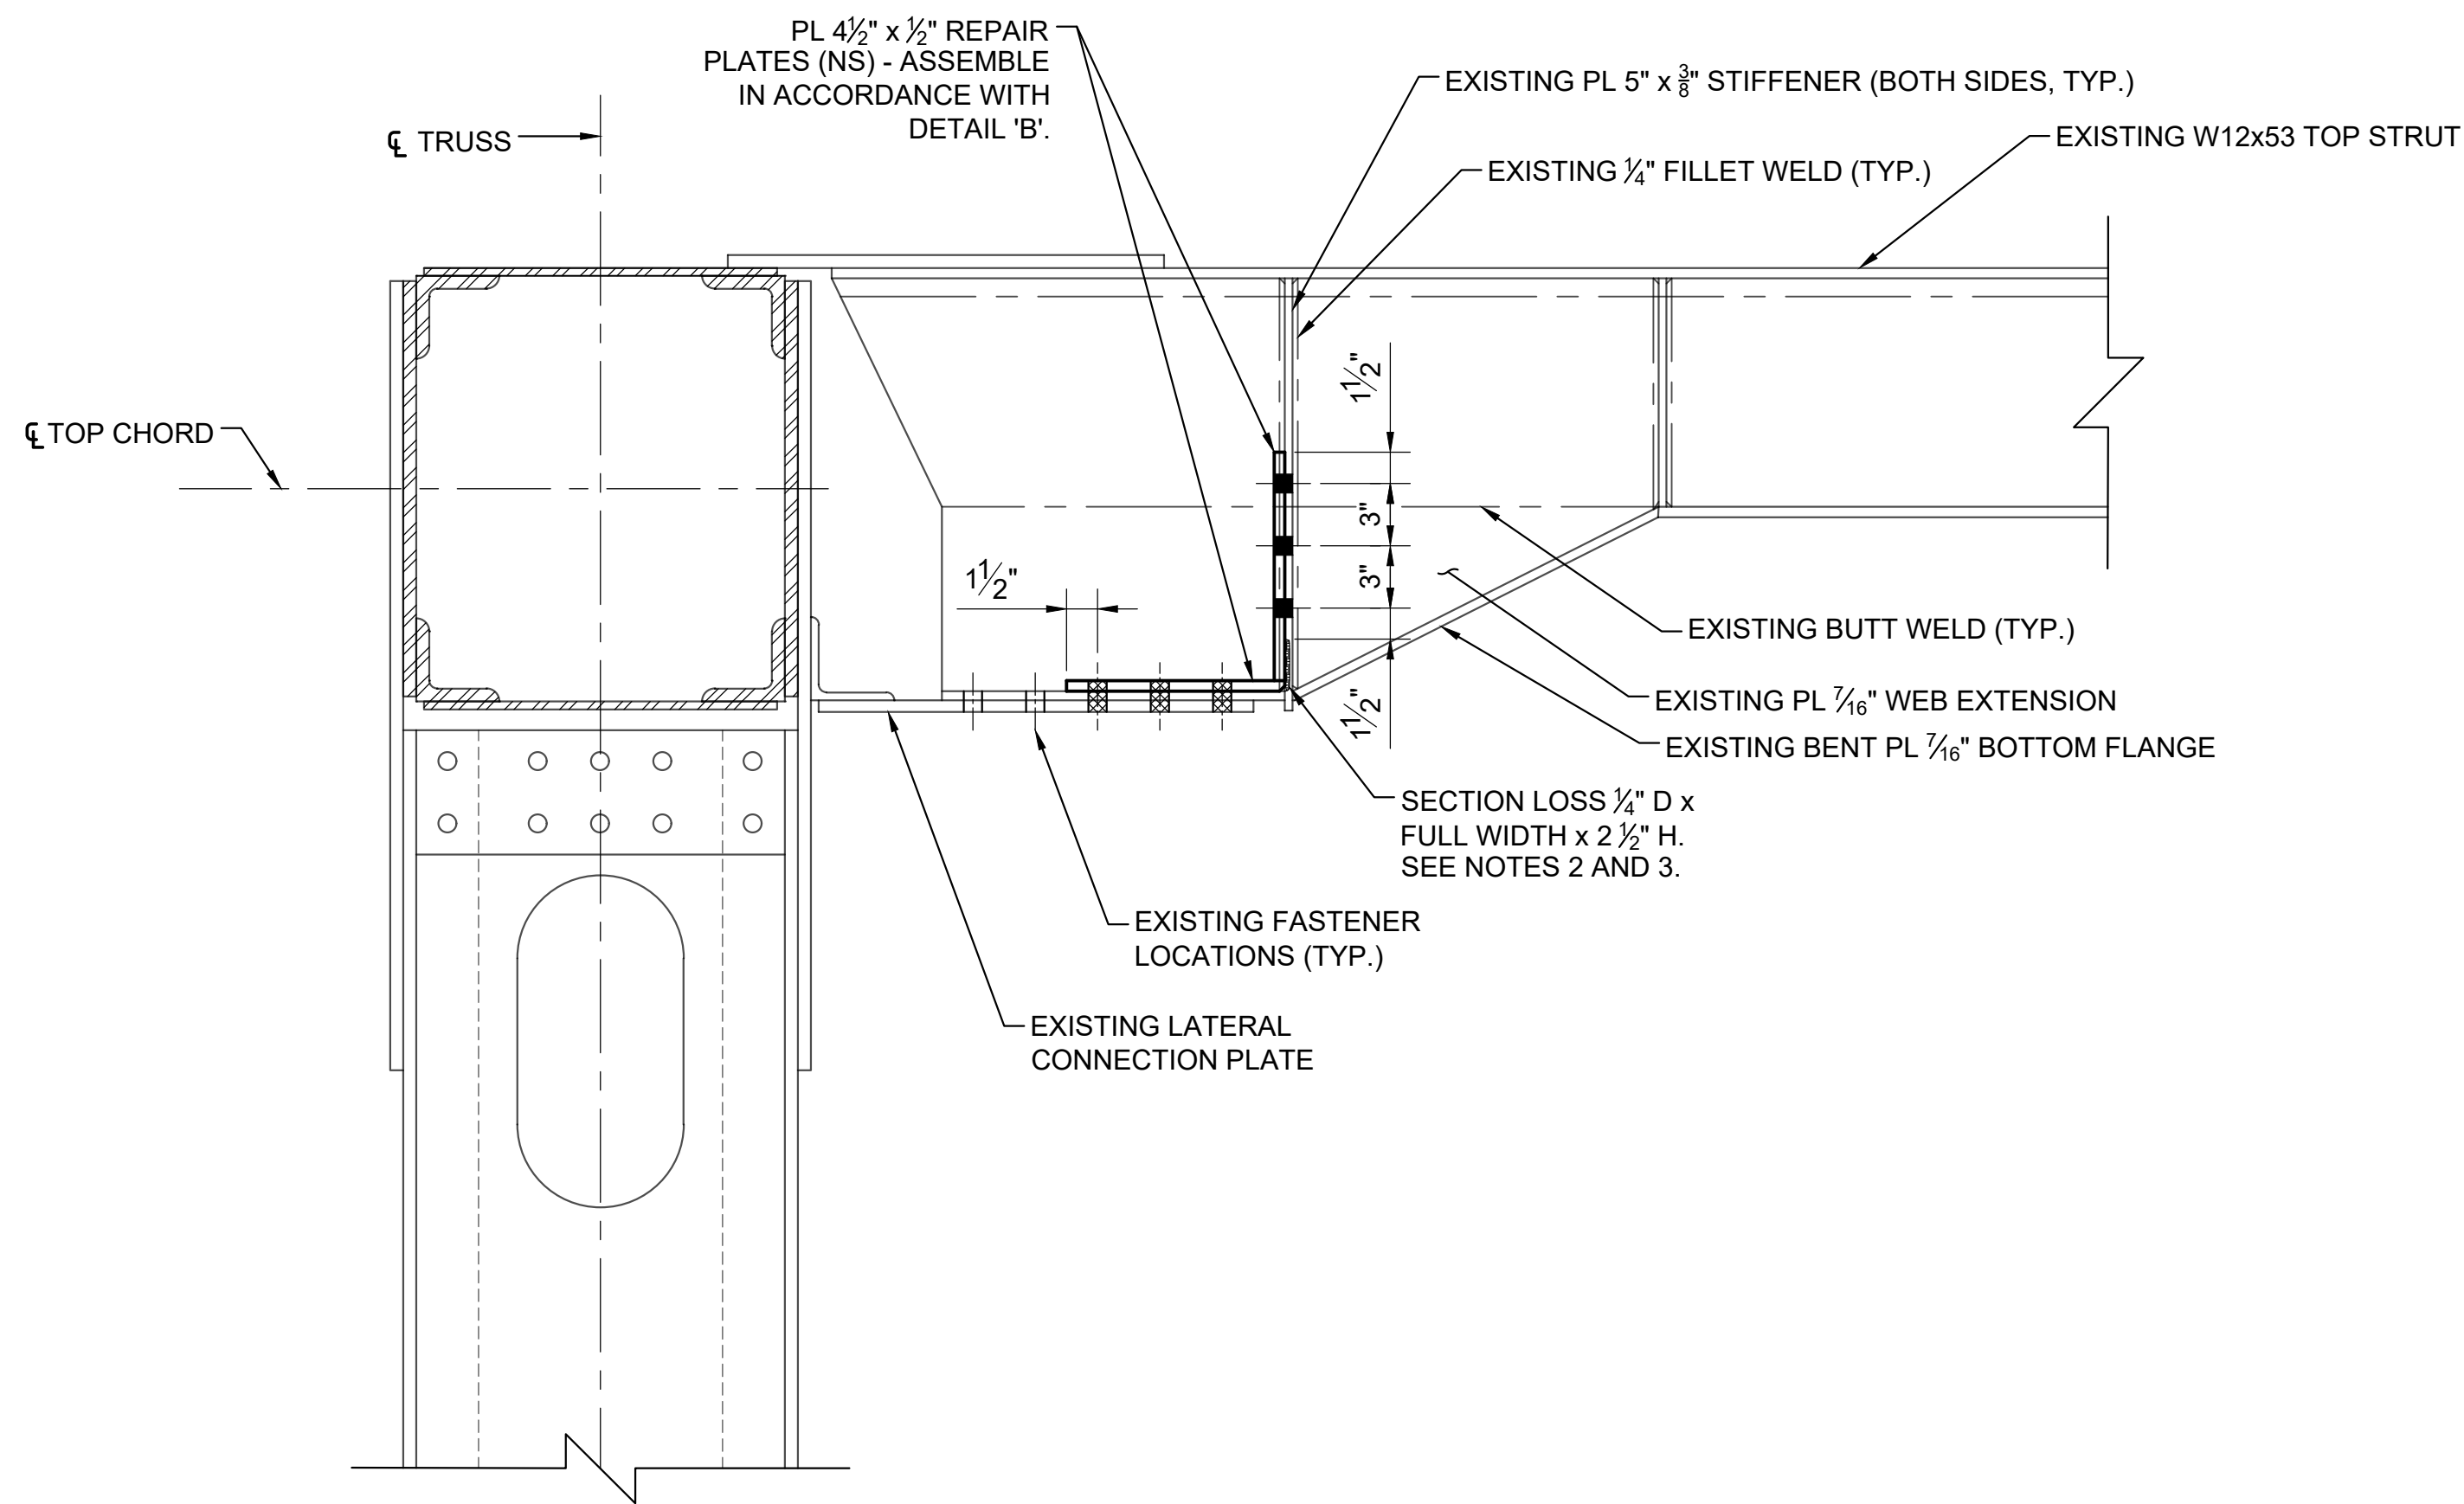 PL 4½" x ½" REPAIR
PLATES (NS) - ASSEMBLE
IN ACCORDANCE WITH
DETAIL 'B'.
EXISTING PL 5" x ⅜" STIFFENER (BOTH SIDES, TYP.)
EXISTING W12x53 TOP STRUT
℄ TRUSS
EXISTING ¼" FILLET WELD (TYP.)
1½"
℄ TOP CHORD
3"
3"
1½"
EXISTING BUTT WELD (TYP.)
1½"
EXISTING PL 7⁄16" WEB EXTENSION
EXISTING BENT PL 7⁄16" BOTTOM FLANGE
SECTION LOSS ¼" D x
FULL WIDTH x 2 ½" H.
SEE NOTES 2 AND 3.
EXISTING FASTENER
LOCATIONS (TYP.)
EXISTING LATERAL
CONNECTION PLATE